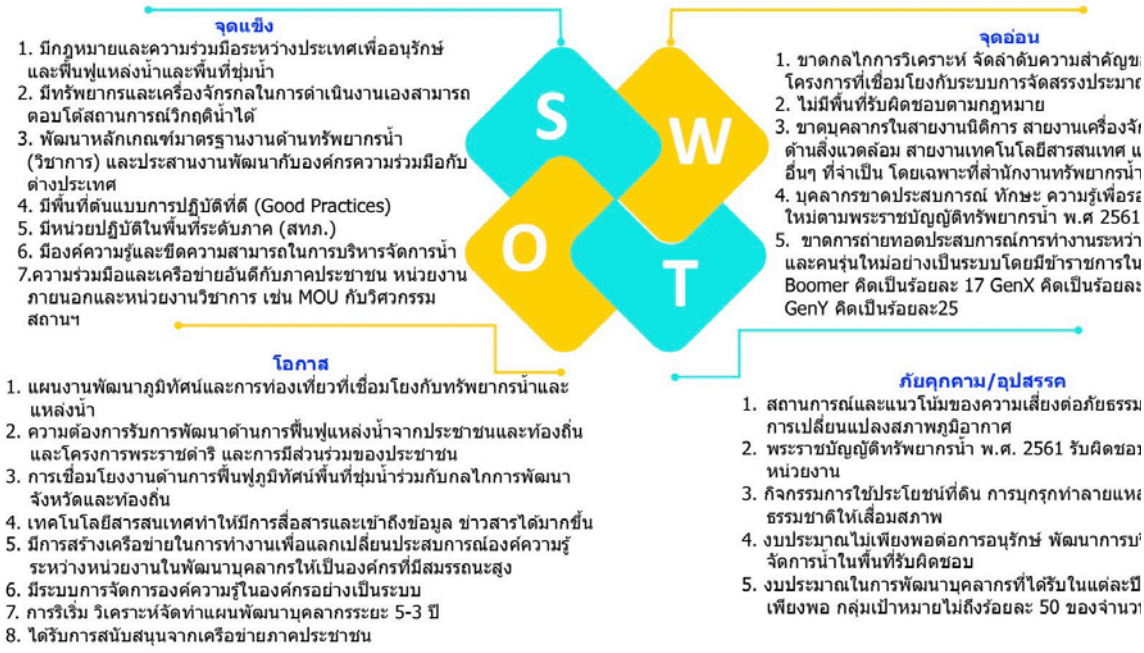 จุดแข็ง
1. มีกฎหมายและความร่วมมือระหว่างประเทศเพื่ออนุรักษ์
และฟื้นฟูแหล่งน้ำและพื้นที่ชุ่มน้ำ
2. มีทรัพยากรและเครื่องจักรกลในการดำเนินงานเองสามารถ
ตอบโต้สถานการณ์วิกฤติน้ำได้
3. พัฒนาหลักเกณฑ์มาตรฐานงานด้านทรัพยากรน้ำ
(วิชาการ) และประสานงานพัฒนากับองค์กรความร่วมมือกับ
ต่างประเทศ
4. มีพื้นที่ต้นแบบการปฏิบัติที่ดี (Good Practices)
5. มีหน่วยปฏิบัติในพื้นที่ระดับภาค (สทภ.)
6. มีองค์ความรู้และขีดความสามารถในการบริหารจัดการน้ำ
7.ความร่วมมือและเครือข่ายอันดีกับภาคประชาชน หน่วยงาน
ภายนอกและหน่วยงานวิชาการ เช่น MOU กับวิศวกรรม
สถานฯ
S
W
O
T
จุดอ่อน
1. ขาดกลไกการวิเคราะห์ จัดลำดับความสำคัญ
โครงการที่เชื่อมโยงกับระบบการจัดสรรงบประมาณ
2. ไม่มีพื้นที่รับผิดชอบตามกฎหมาย
3. ขาดบุคลากรในสายงานนิติการ สายงานเครื่องจัก
ด้านสิ่งแวดล้อม สายงานเทคโนโลยีสารสนเทศ
อื่นๆ ที่จำเป็น โดยเฉพาะที่สำนักงานทรัพยากรน้ำ
4. บุคลากรขาดประสบการณ์ ทักษะ ความรู้เพื่อรอ
ใหม่ตามพระราชบัญญัติทรัพยากรน้ำ พ.ศ 2561
5. ขาดการถ่ายทอดประสบการณ์การทำงานระหว่า
และคนรุ่นใหม่อย่างเป็นระบบโดยมีข้าราชการใน
Boomer คิดเป็นร้อยละ 17 GenX คิดเป็นร้อยละ
GenY คิดเป็นร้อยละ25
โอกาส
1. แผนงานพัฒนาภูมิทัศน์และการท่องเที่ยวที่เชื่อมโยงกับทรัพยากรน้ำและ
แหล่งน้ำ
2. ความต้องการรับการพัฒนาด้านการฟื้นฟูแหล่งน้ำจากประชาชนและท้องถิ่น
และโครงการพระราชดำริ และการมีส่วนร่วมของประชาชน
3. การเชื่อมโยงงานด้านการฟื้นฟูภูมิทัศน์พื้นที่ชุ่มน้ำร่วมกับกลไกการพัฒนา
จังหวัดและท้องถิ่น
4. เทคโนโลยีสารสนเทศทำให้มีการสื่อสารและเข้าถึงข้อมูล ข่าวสารได้มากขึ้น
5. มีการสร้างเครือข่ายในการทำงานเพื่อแลกเปลี่ยนประสบการณ์องค์ความรู้
ระหว่างหน่วยงานในพัฒนาบุคลากรให้เป็นองค์กรที่มีสมรรถนะสูง
6. มีระบบการจัดการองค์ความรู้ในองค์กรอย่างเป็นระบบ
7. การริเริ่ม วิเคราะห์จัดทำแผนพัฒนาบุคลากรระยะ 5-3 ปี
8. ได้รับการสนับสนุนจากเครือข่ายภาคประชาชน
ภัยคุกคาม/อุปสรรค
1. สถานการณ์และแนวโน้มของความเสี่ยงต่อภัยธรรม
การเปลี่ยนแปลงสภาพภูมิอากาศ
2. พระราชบัญญัติทรัพยากรน้ำ พ.ศ. 2561 รับผิดชอบ
หน่วยงาน
3. กิจกรรมการใช้ประโยชน์ที่ดิน การบุกรุกทำลายแหล
ธรรมชาติให้เสื่อมสภาพ
4. งบประมาณไม่เพียงพอต่อการอนุรักษ์ พัฒนาการบริ
จัดการน้ำในพื้นที่รับผิดชอบ
5. งบประมาณในการพัฒนาบุคลากรที่ได้รับในแต่ละปี
เพียงพอ กลุ่มเป้าหมายไม่ถึงร้อยละ 50 ของจำนว